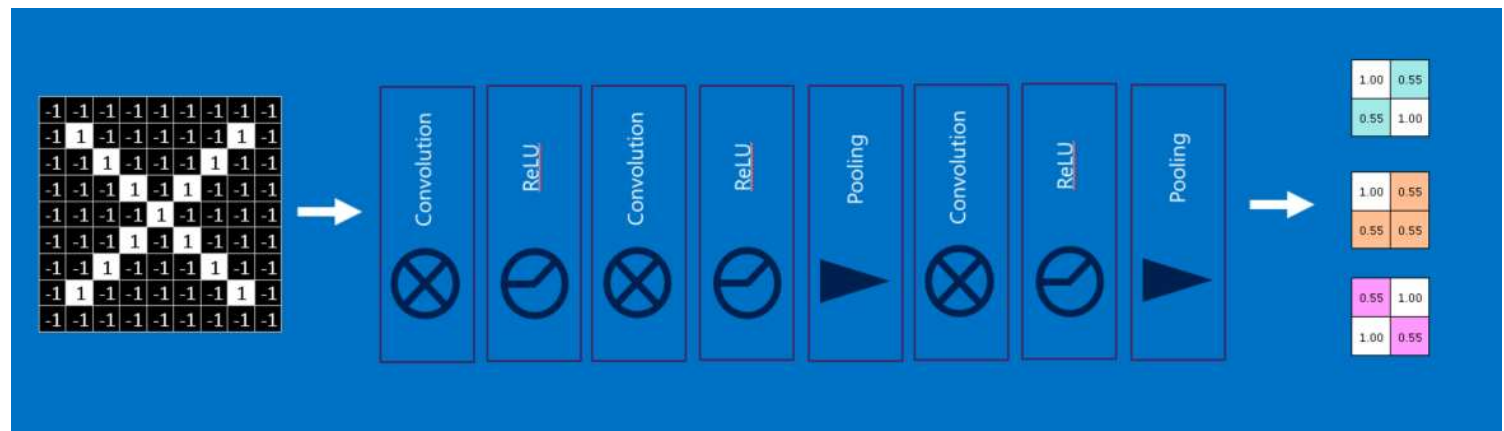 -1 -1 -1 -1 -1 -1 -1 -1 -1
-1 1 -1 -1 -1 -1 -1 1 -1
-1 -1 1 -1 -1 -1 1 -1 -1
-1 -1 -1 1 -1 1 -1 -1 -1
-1 -1 -1 -1 1 -1 -1 -1 -1
-1 -1 -1 1 -1 1 -1 -1 -1
-1 -1 1 -1 -1 -1 1 -1 -1
-1 1 -1 -1 -1 -1 -1 1 -1
-1 -1 -1 -1 -1 -1 -1 -1 -1
Convolution
ReLU
Convolution
ReLU
Pooling
Convolution
ReLU
Pooling
1.00 0.55
0.55 1.00
1.00 0.55
0.55 0.55
0.55 1.00
1.00 0.55